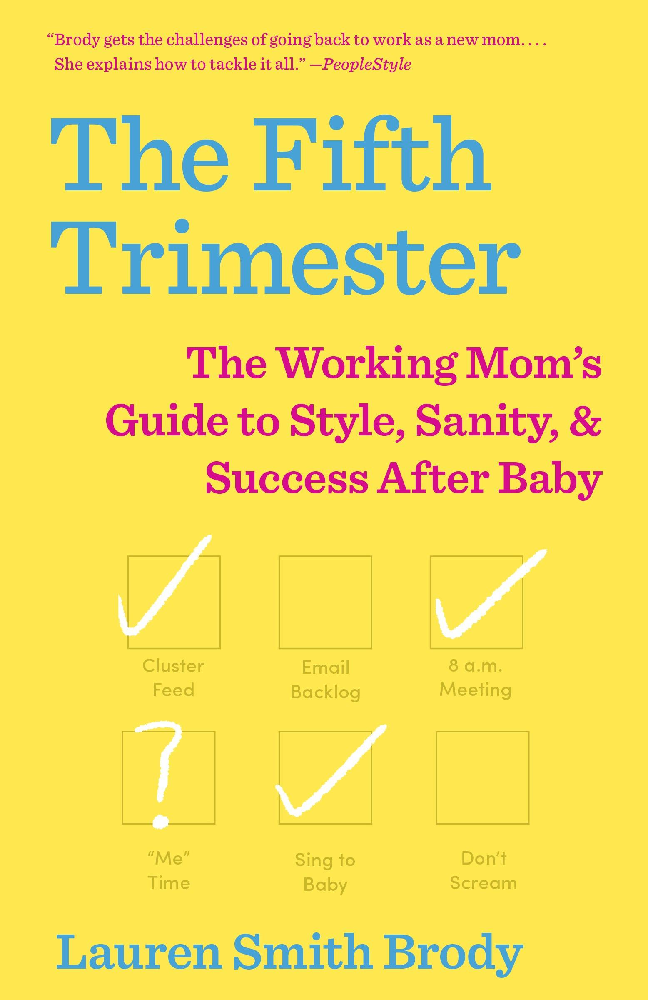 “Brody gets the challenges of going back to work as a new mom. . . .
She explains how to tackle it all.” —PeopleStyle
The Fifth
Trimester
The Working Mom’s
Guide to Style, Sanity, &
Success After Baby
Cluster
Feed
Email
Backlog
8 a.m.
Meeting
?
“Me”
Time
Sing to
Baby
Don’t
Scream
Lauren Smith Brody